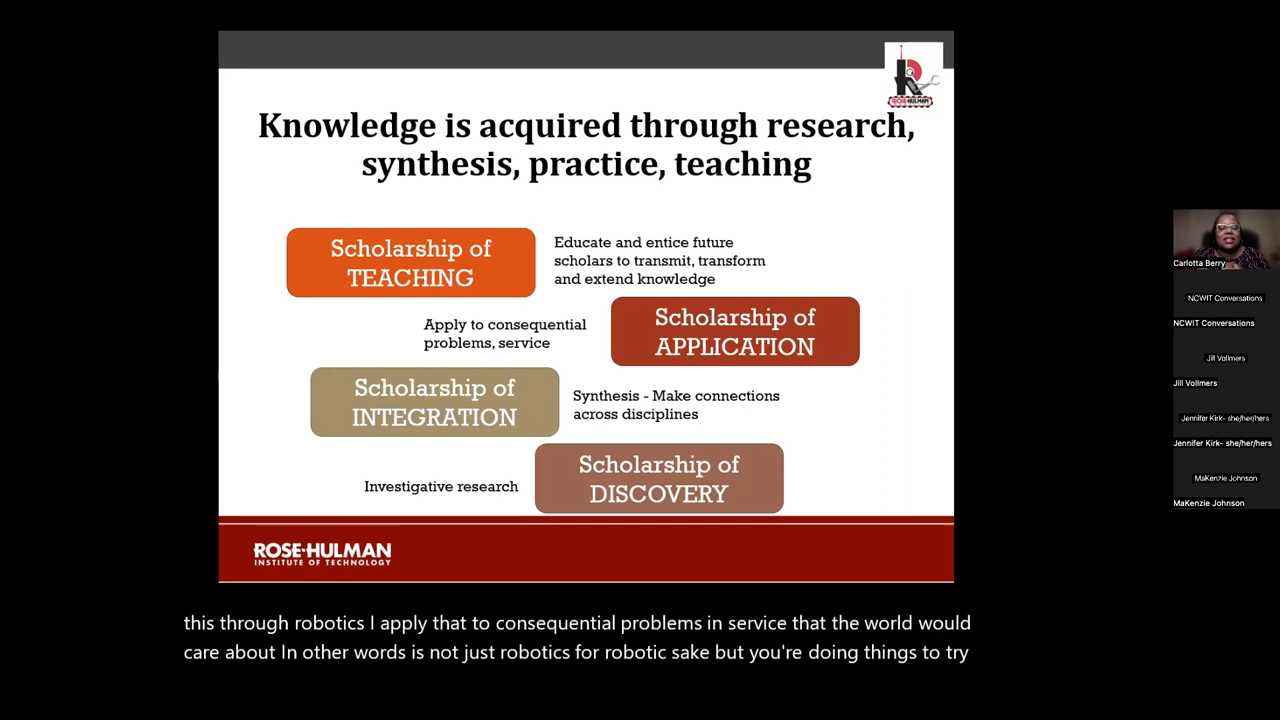 ROSE-HULMAN
Knowledge is acquired through research,
synthesis, practice, teaching
Scholarship of
TEACHING
Educate and entice future
scholars to transmit, transform
and extend knowledge
Apply to consequential
problems, service
Scholarship of
APPLICATION
Scholarship of
INTEGRATION
Synthesis - Make connections
across disciplines
Investigative research
Scholarship of
DISCOVERY
ROSE-HULMAN
INSTITUTE OF TECHNOLOGY
this through robotics I apply that to consequential problems in service that the world would
care about In other words is not just robotics for robotic sake but you're doing things to try
Carlotta Berry
NCWIT Conversations
NCWIT Conversations
Jill Vollmers
Jill Vollmers
Jennifer Kirk- she/her/hers
Jennifer Kirk- she/her/hers
MaKenzie Johnson
MaKenzie Johnson